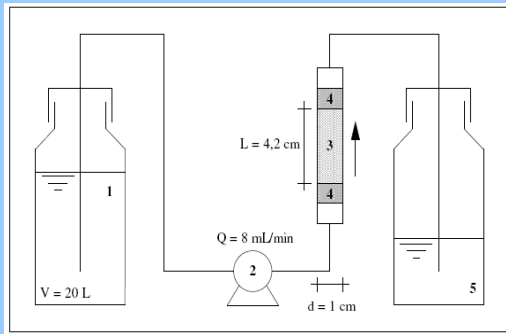 4
L = 4,2 cm
3
1
4
Q = 8 mL/min
2
V = 20 L
d = 1 cm
5